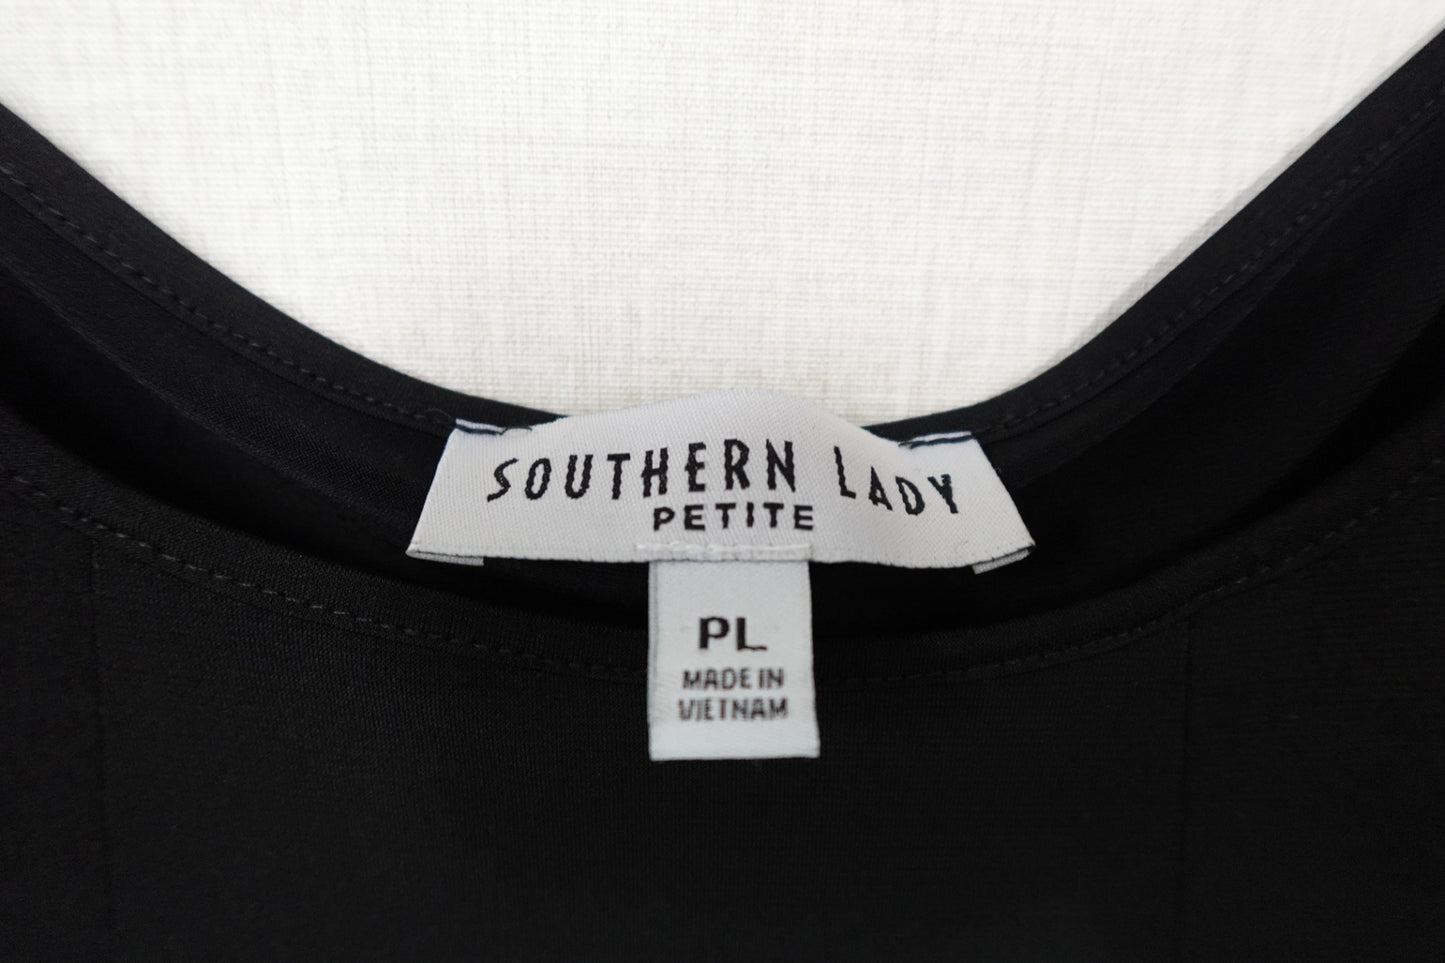 SOUTHERN LADY
PETITE
PL
MADE IN
VIETNAM